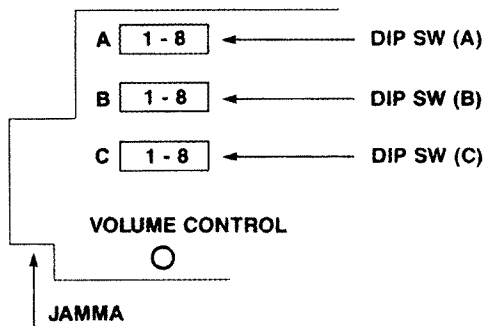 A 1 - 8 DIP SW (A)
B 1 - 8 DIP SW (B)
C 1 - 8 DIP SW (C)
VOLUME CONTROL
JAMMA